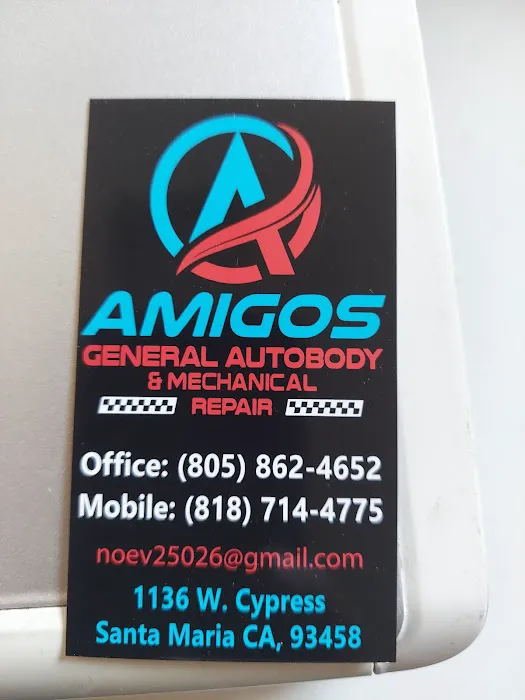 AMIGOS
GENERAL AUTOBODY
& MECHANICAL
REPAIR
Office: (805) 862-4652
Mobile: (818) 714-4775
noev25026@gmail.com
1136 W. Cypress
Santa Maria CA, 93458